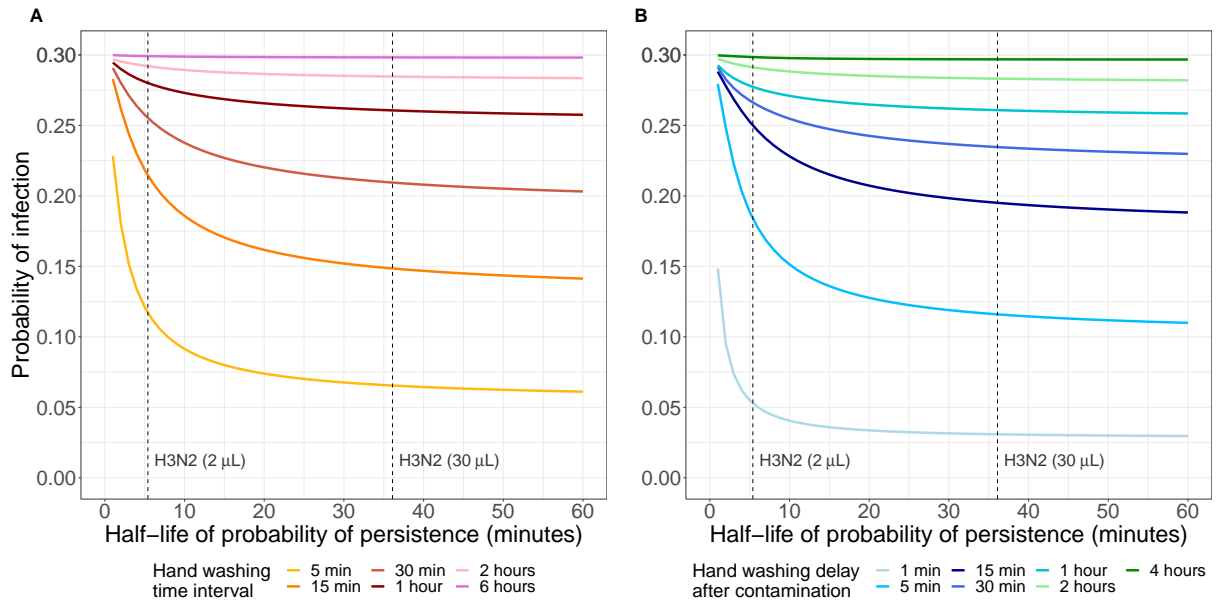 A
Probability of infection
0.30
0.25
0.20
0.15
0.10
0.05
0.00
H3N2 (2 μL)
H3N2 (30 μL)
0 10 20 30 40 50 60
Half−life of probability of persistence (minutes)
Hand washing
time interval
5 min
15 min
30 min
1 hour
2 hours
6 hours
B
0.30
0.25
0.20
0.15
0.10
0.05
0.00
H3N2 (2 μL)
H3N2 (30 μL)
0 10 20 30 40 50 60
Half−life of probability of persistence (minutes)
Hand washing delay
after contamination
1 min
5 min
15 min
30 min
1 hour
2 hours
4 hours